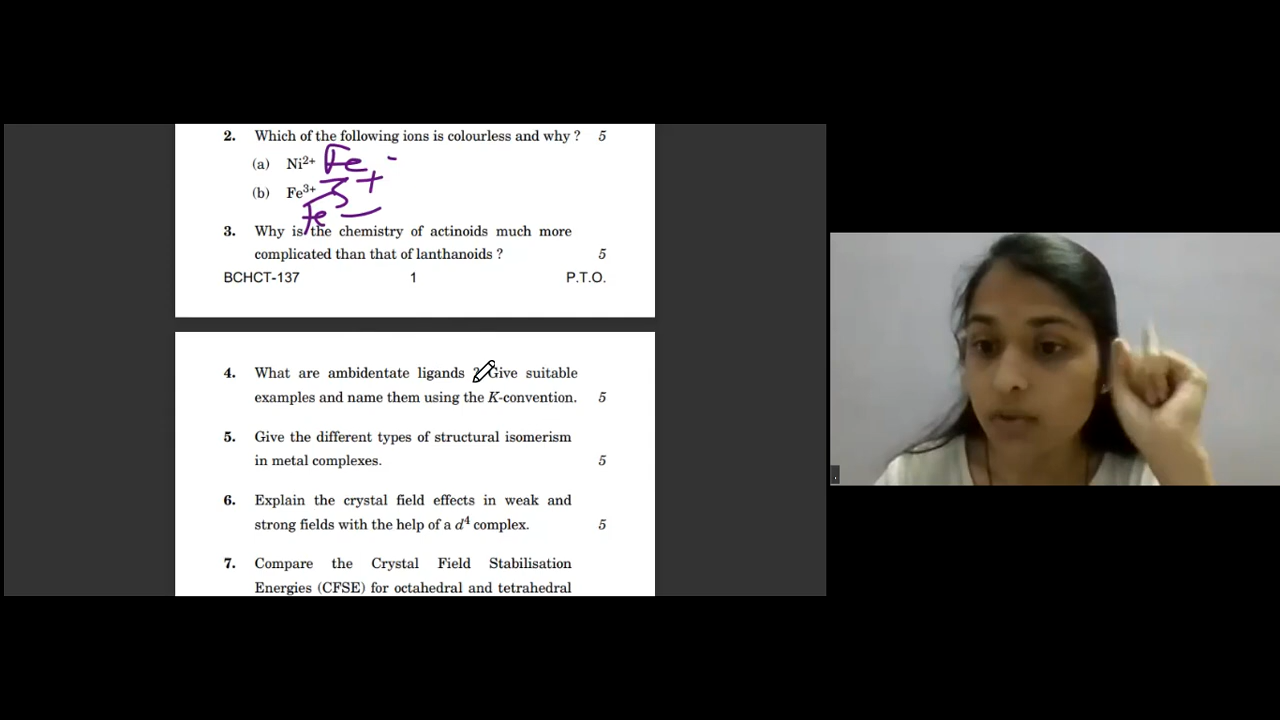 2. Which of the following ions is colourless and why ? 5
(a) Ni²⁺ Fe
(b) Fe³⁺ 3+
Fe
3. Why is the chemistry of actinoids much more
complicated than that of lanthanoids ? 5
BCHCT-137 1 P.T.O.
4. What are ambidentate ligands ? Give suitable
examples and name them using the K-convention. 5
5. Give the different types of structural isomerism
in metal complexes. 5
6. Explain the crystal field effects in weak and
strong fields with the help of a d⁴ complex. 5
7. Compare the Crystal Field Stabilisation
Energies (CFSE) for octahedral and tetrahedral